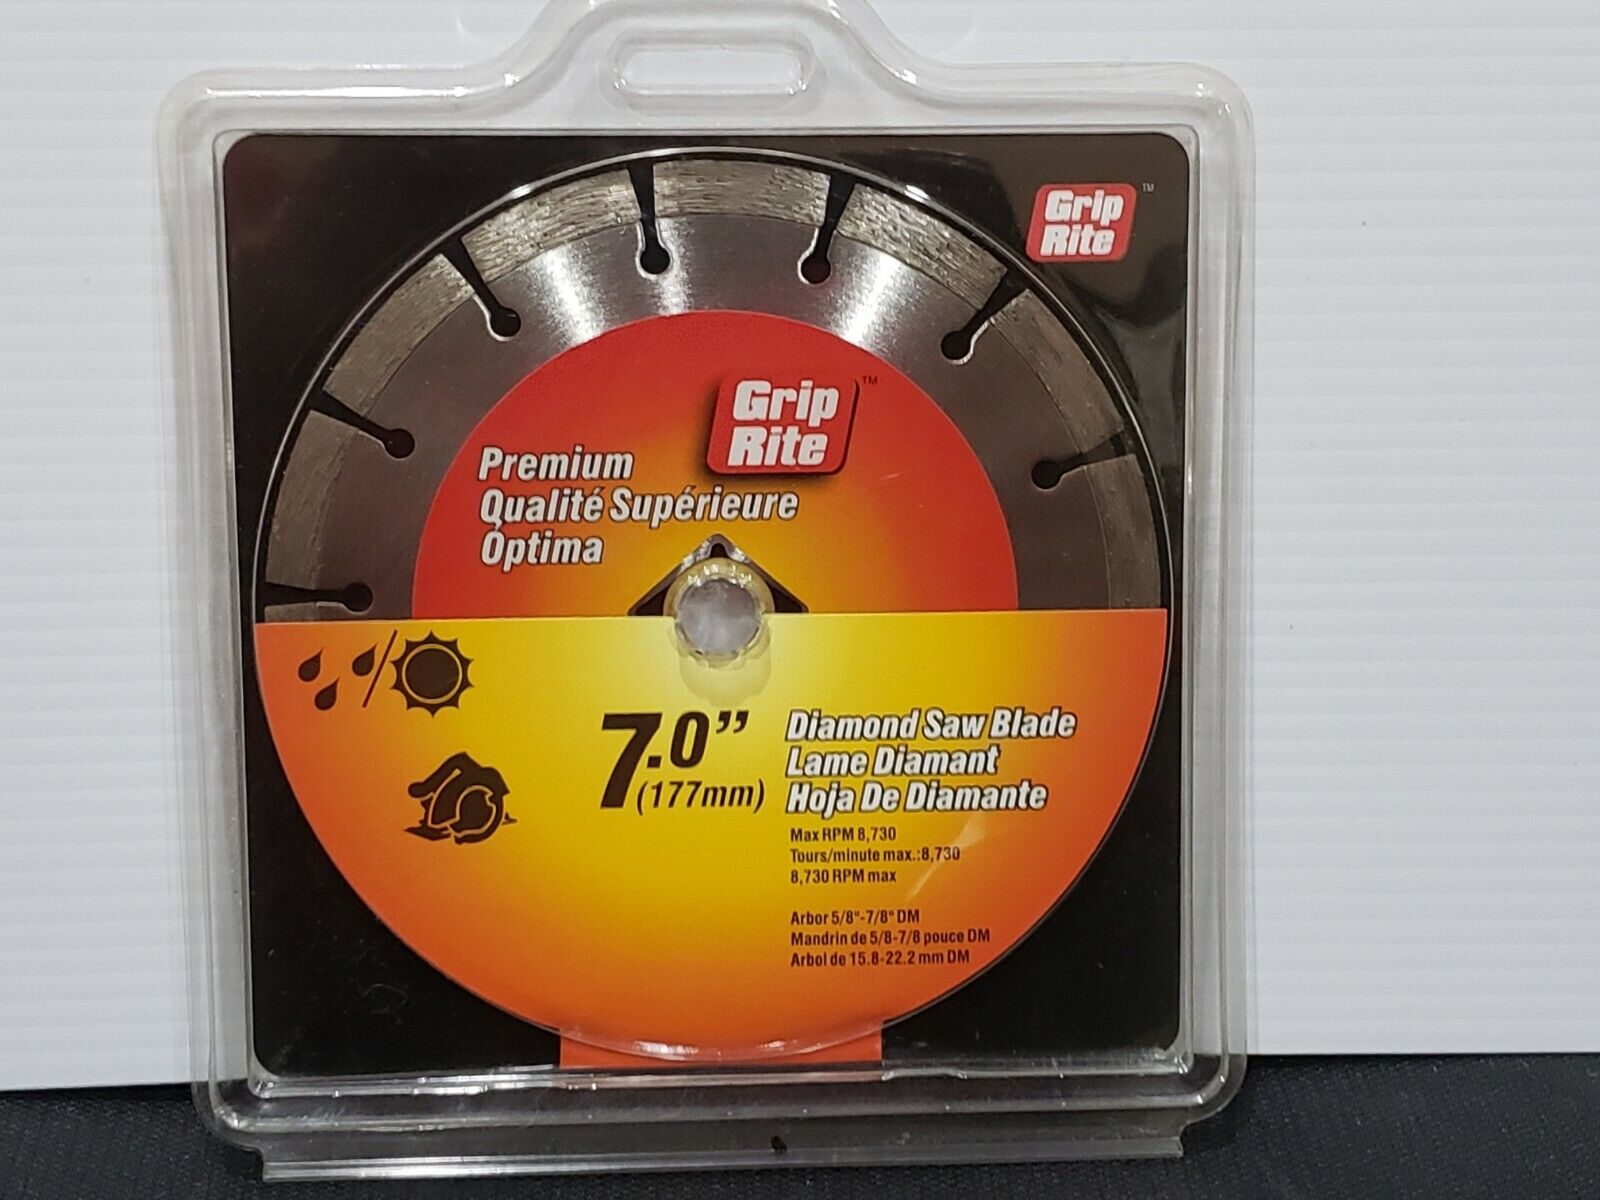 Grip
Rite ™
Grip
Rite ™
Premium
Qualité Supérieure
Optima
7.0”
(177mm)
Diamond Saw Blade
Lame Diamant
Hoja De Diamante
Max RPM 8,730
Tours/minute max.:8,730
8,730 RPM max
Arbor 5/8"-7/8" DM
Mandrin de 5/8-7/8 pouce DM
Arbol de 15.8-22.2 mm DM